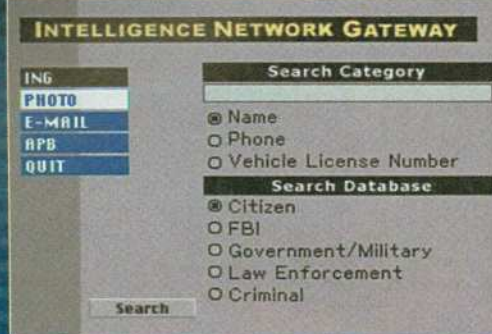 INTELLIGENCE NETWORK GATEWAY
ING
PHOTO
E-MAIL
APB
QUIT
Search Category
Name
Phone
Vehicle License Number
Search Database
Citizen
FBI
Government/Military
Law Enforcement
Criminal
Search